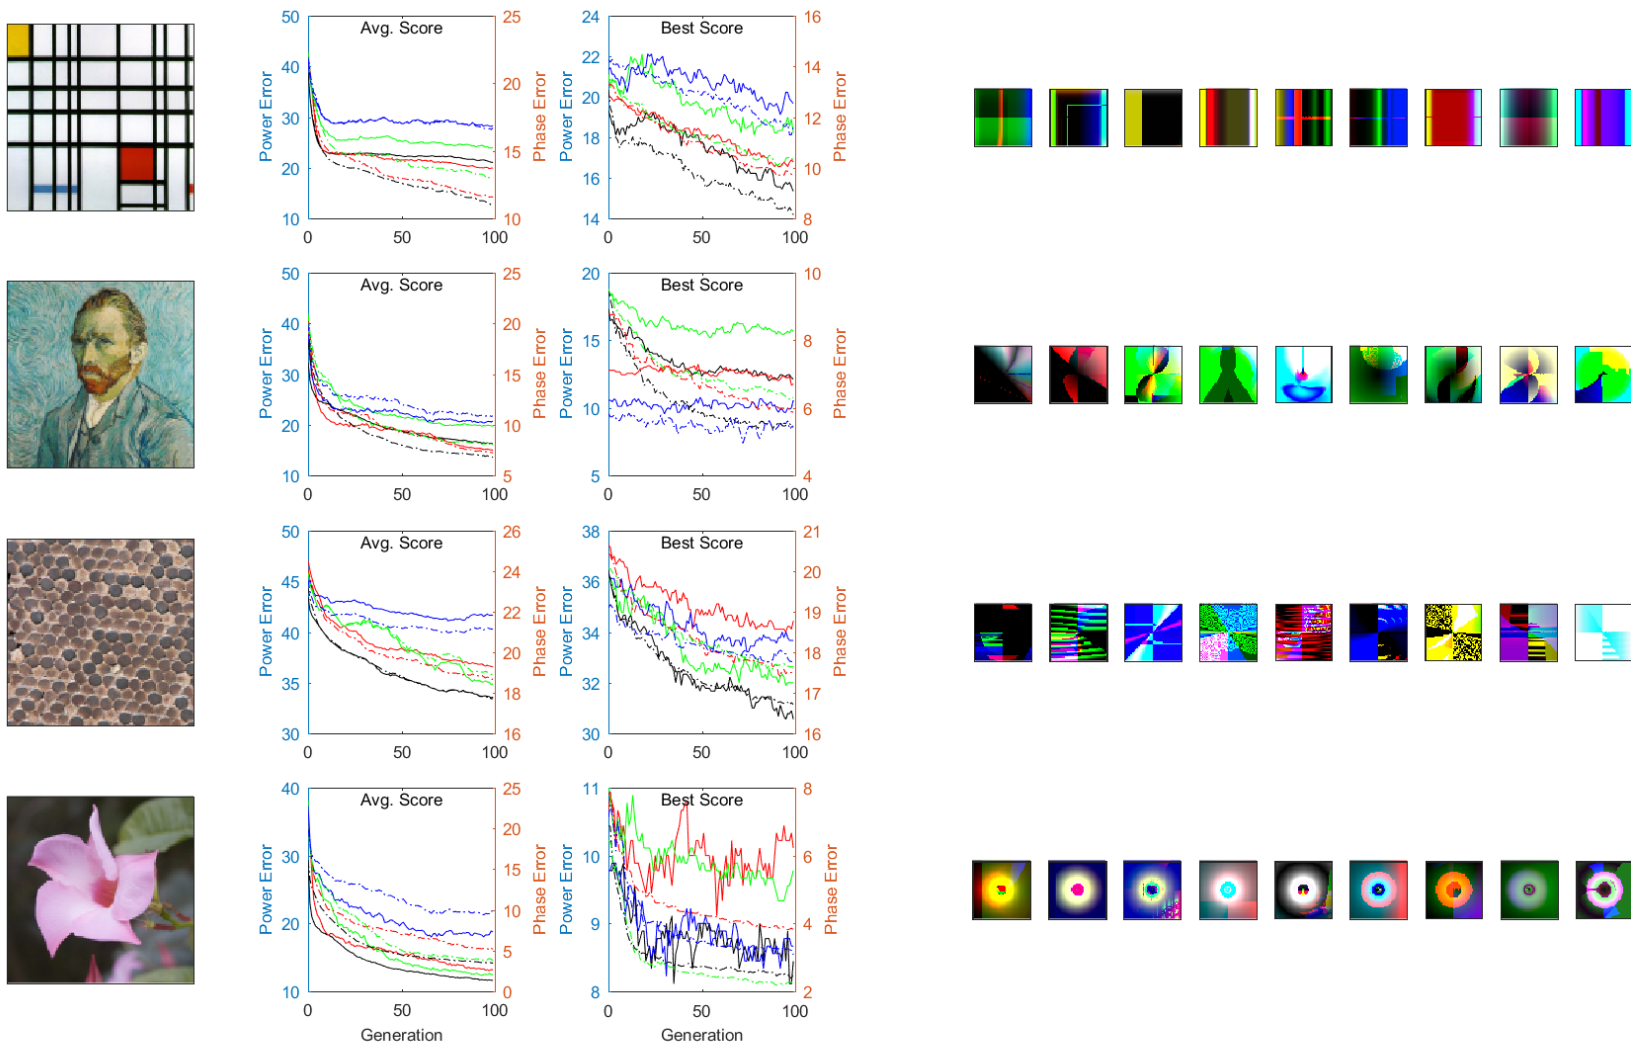 50 25 24 16
Avg. Score Best Score
40 22 14
20 20
30 18 12
20 15 16 10
10 10 14 8
Power Error Phase Error Power Error Phase Error
0 50 100 0 50 100
50 25 20 10
Avg. Score Best Score
40 20 15 8
30 15
20 10 10 6
10 5 5 4
Power Error Phase Error Power Error Phase Error
0 50 100 0 50 100
50 26 38 21
Avg. Score Best Score
45 24 36 20
22 19
40 20 34 18
35 18 32 17
30 16 30 16
Power Error Phase Error Power Error Phase Error
0 50 100 0 50 100
40 25 11 8
Avg. Score Best Score
30 20 10 6
15
20 10 9 4
5
10 0 8 2
Power Error Phase Error Power Error Phase Error
0 50 100 0 50 100
Generation Generation